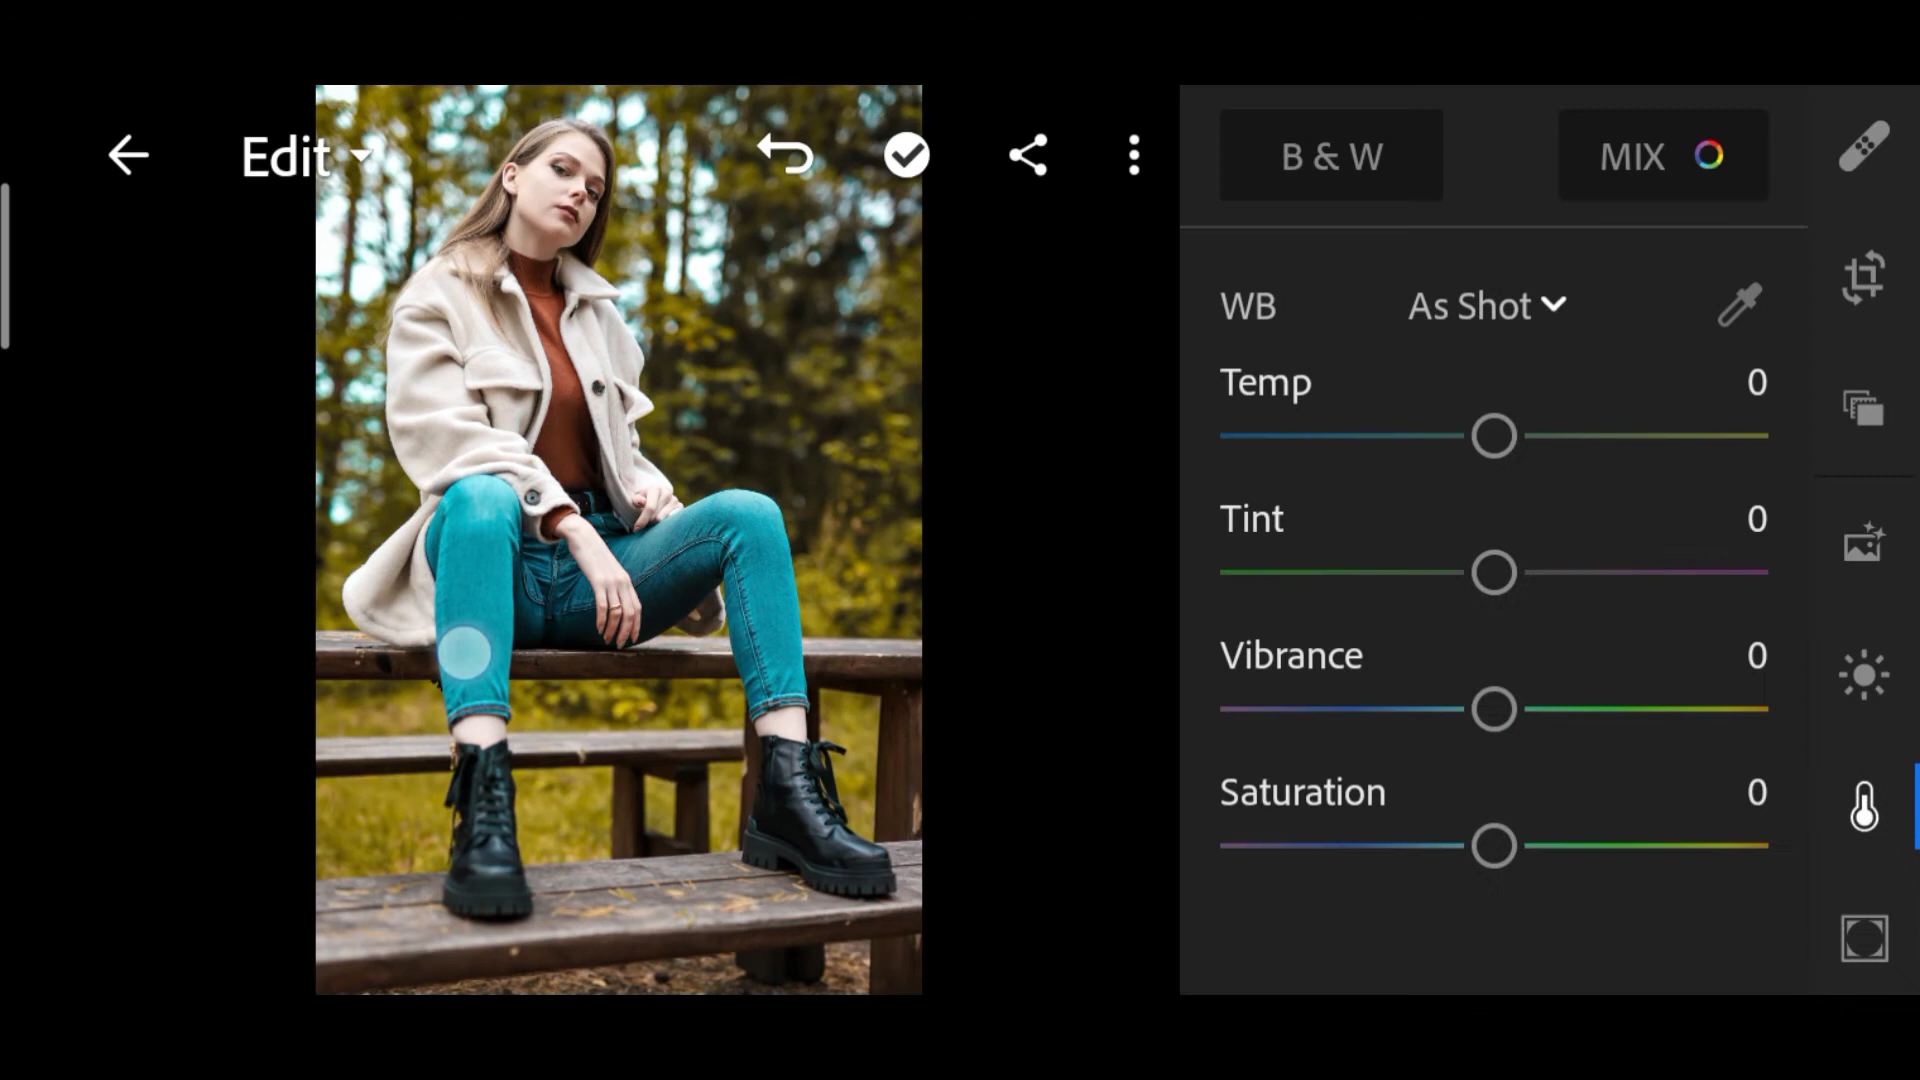 Edit
B & W
MIX
WB As Shot
Temp 0
Tint 0
Vibrance 0
Saturation 0